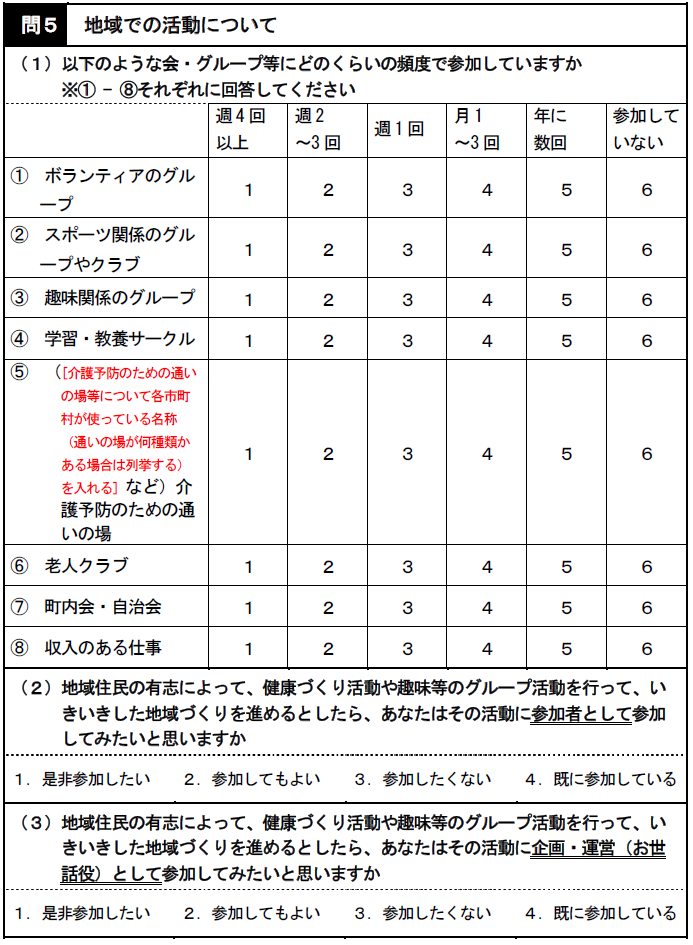 問５ 地域での活動について
（１）以下のような会・グループ等にどのくらいの頻度で参加していますか
※① － ⑧それぞれに回答してください
週４回以上 週２～３回 週１回 月１～３回 年に数回 参加していない
① ボランティアのグル
ープ
1 2 3 4 5 6
② スポーツ関係のグル
ープやクラブ
1 2 3 4 5 6
③ 趣味関係のグループ 1 2 3 4 5 6
④ 学習・教養サークル 1 2 3 4 5 6
⑤ （[介護予防のための通い
の場等について各市町
村が使っている名称
（通いの場が何種類か
ある場合は列挙する）
を入れる] など）介
護予防のための通
いの場
1 2 3 4 5 6
⑥ 老人クラブ 1 2 3 4 5 6
⑦ 町内会・自治会 1 2 3 4 5 6
⑧ 収入のある仕事 1 2 3 4 5 6
（２）地域住民の有志によって、健康づくり活動や趣味等のグループ活動を行って、い
きいきした地域づくりを進めるとしたら、あなたはその活動に参加者として参加
してみたいと思いますか
１．是非参加したい ２．参加してもよい ３．参加したくない ４．既に参加している
（３）地域住民の有志によって、健康づくり活動や趣味等のグループ活動を行って、い
きいきした地域づくりを進めるとしたら、あなたはその活動に企画・運営（お世
話役）として参加してみたいと思いますか
１．是非参加したい ２．参加してもよい ３．参加したくない ４．既に参加している